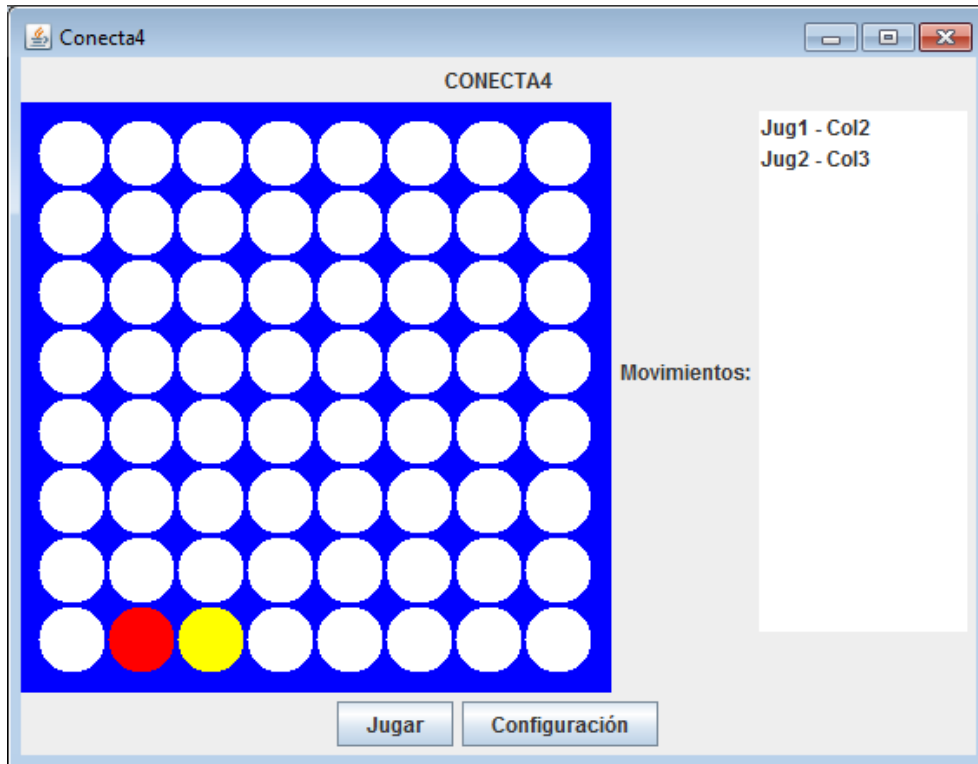 Conecta4
CONECTA4
Jug1 - Col2
Jug2 - Col3
Movimientos:
Jugar
Configuración